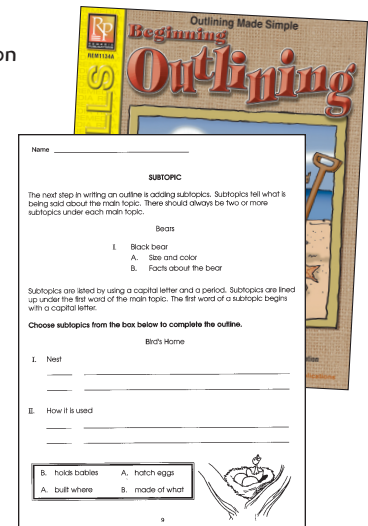 on
Outlining Made Simple
RP
REM1134A
Beginning
Outlining
LLS
Name
SUBTOPIC
The next step in writing an outline is adding subtopics. Subtopics tell what is
being said about the main topic. There should always be two or more
subtopics under each main topic.
Bears
I. Black bear
A. Size and color
B. Facts about the bear
Subtopics are listed by using a capital letter and a period. Subtopics are lined
up under the first word of the main topic. The first word of a subtopic begins
with a capital letter.
Choose subtopics from the box below to complete the outline.
Bird's Home
I. Nest
II. How it is used
B. holds babies A. hatch eggs
A. built where B. made of what
9